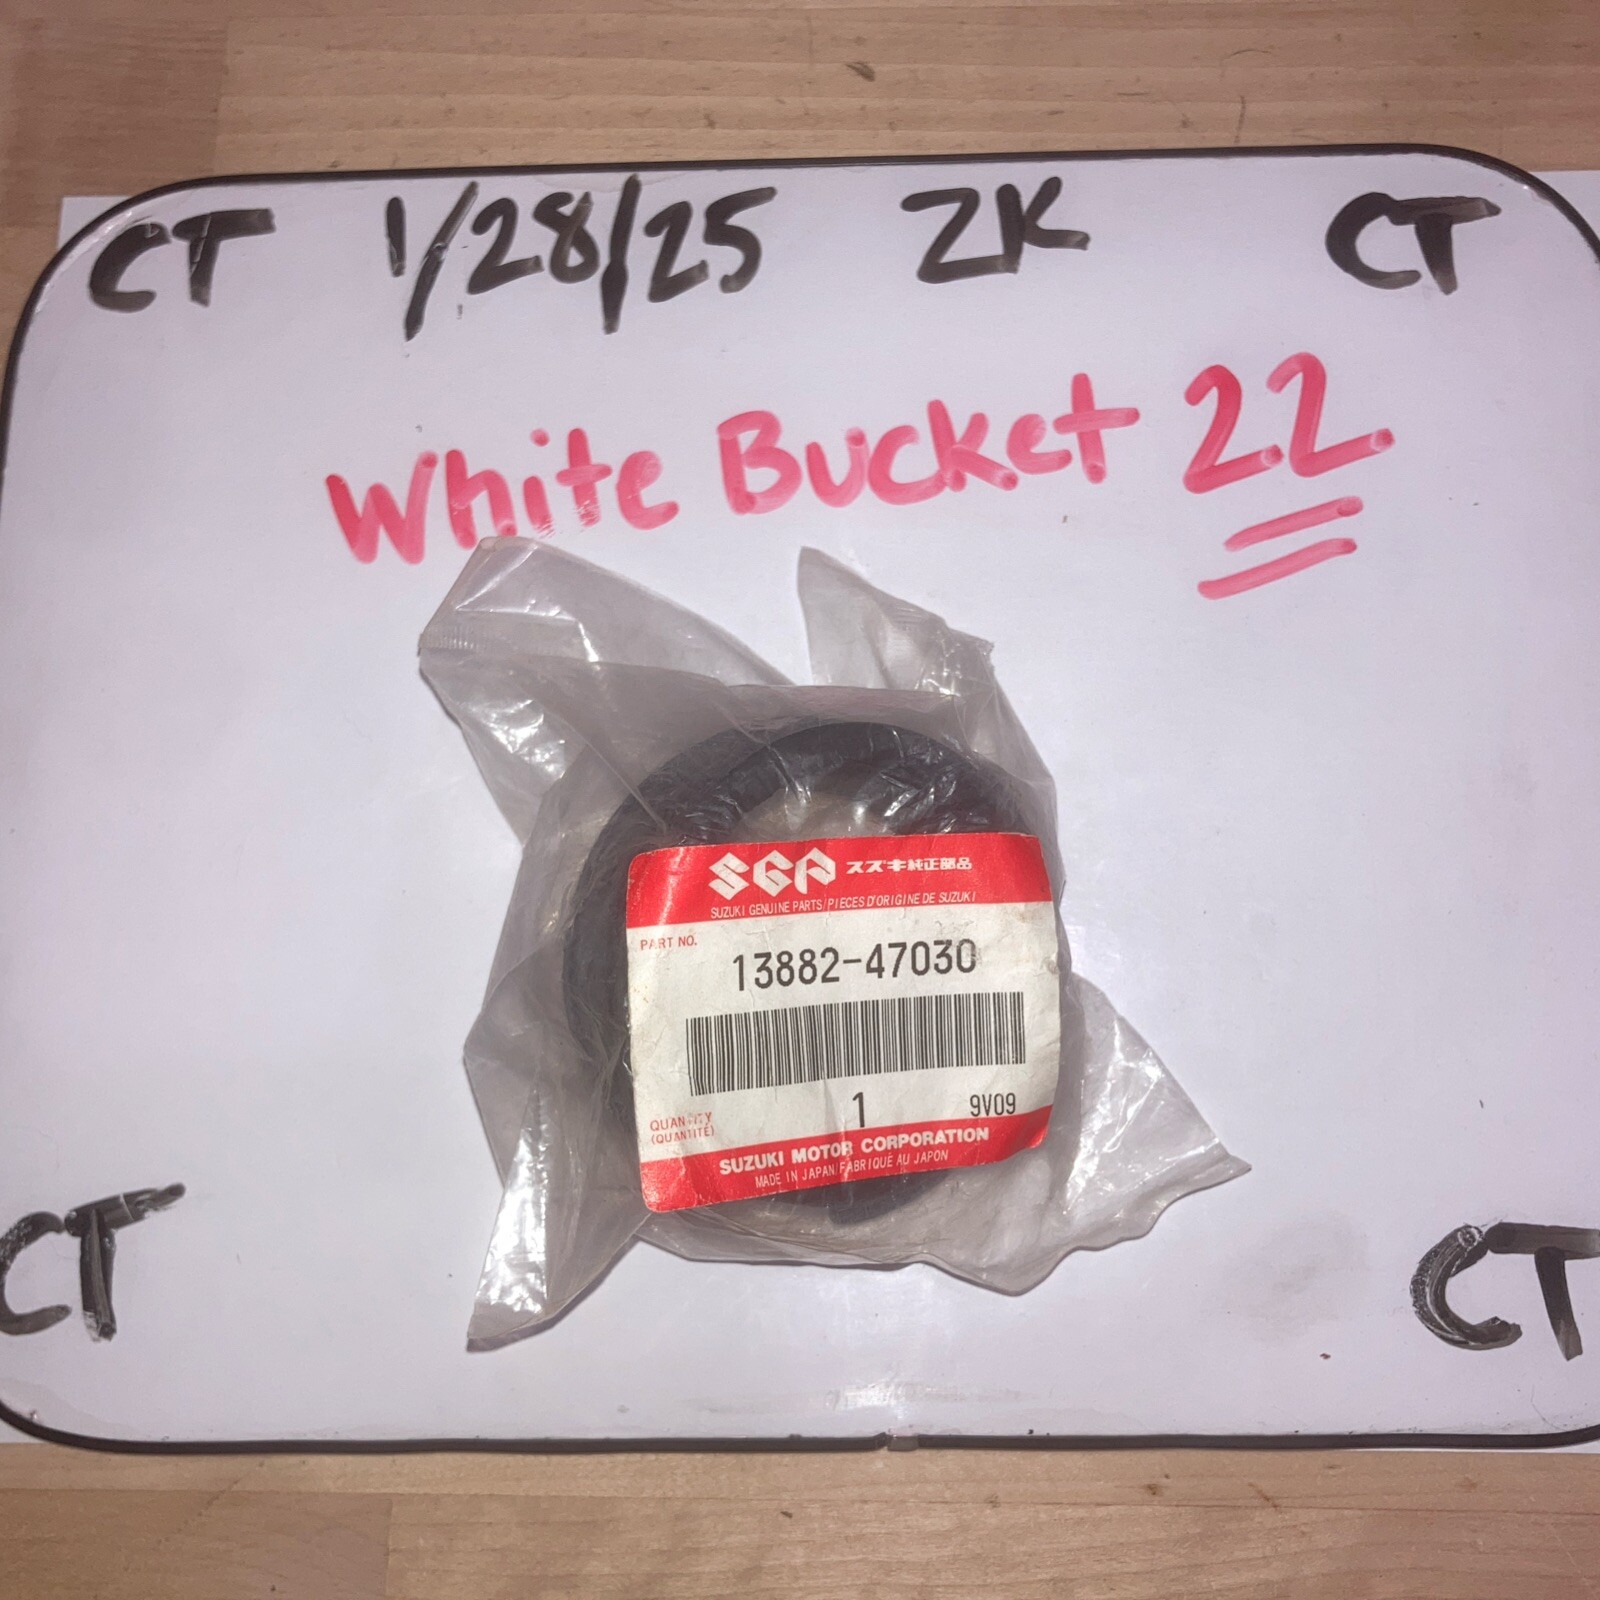 CT 1/28/25 ZK CT
White Bucket 22
SGP スズキ純正部品
SUZUKI GENUINE PARTS/PIECES D'ORIGINE DE SUZUKI
PART NO.
13882-47030
1 9V09
QUANTITY
(QUANTITÉ)
SUZUKI MOTOR CORPORATION
MADE IN JAPAN/FABRIQUÉ AU JAPON
CT CT